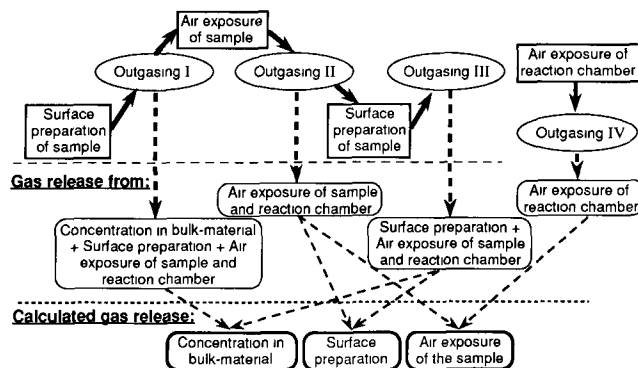 Air exposure
of sample
Outgasing I
Outgasing II
Outgasing III
Air exposure of
reaction chamber
Surface
preparation
of sample
Surface
preparation
of sample
Outgasing IV
Gas release from:
Air exposure of sample
and reaction chamber
Air exposure of
reaction chamber
Concentration in bulk-material
+ Surface preparation + Air
exposure of sample and
reaction chamber
Surface preparation +
Air exposure of sample
and reaction chamber
Calculated gas release:
Concentration in
bulk-material
Surface
preparation
Air exposure
of the sample